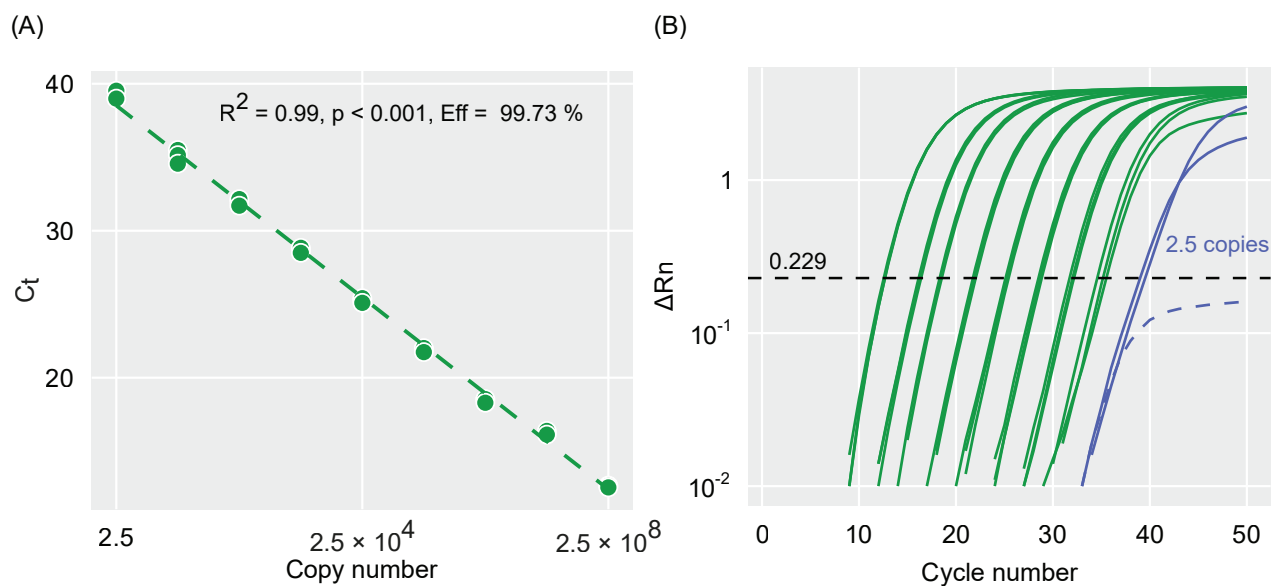 (A)
R² = 0.99, p < 0.001, Eff = 99.73 %
40
30
20
Cₜ
2.5
2.5 × 10⁴
2.5 × 10⁸
Copy number
(B)
1
10⁻¹
10⁻²
ΔRn
0.229
2.5 copies
0
10
20
30
40
50
Cycle number